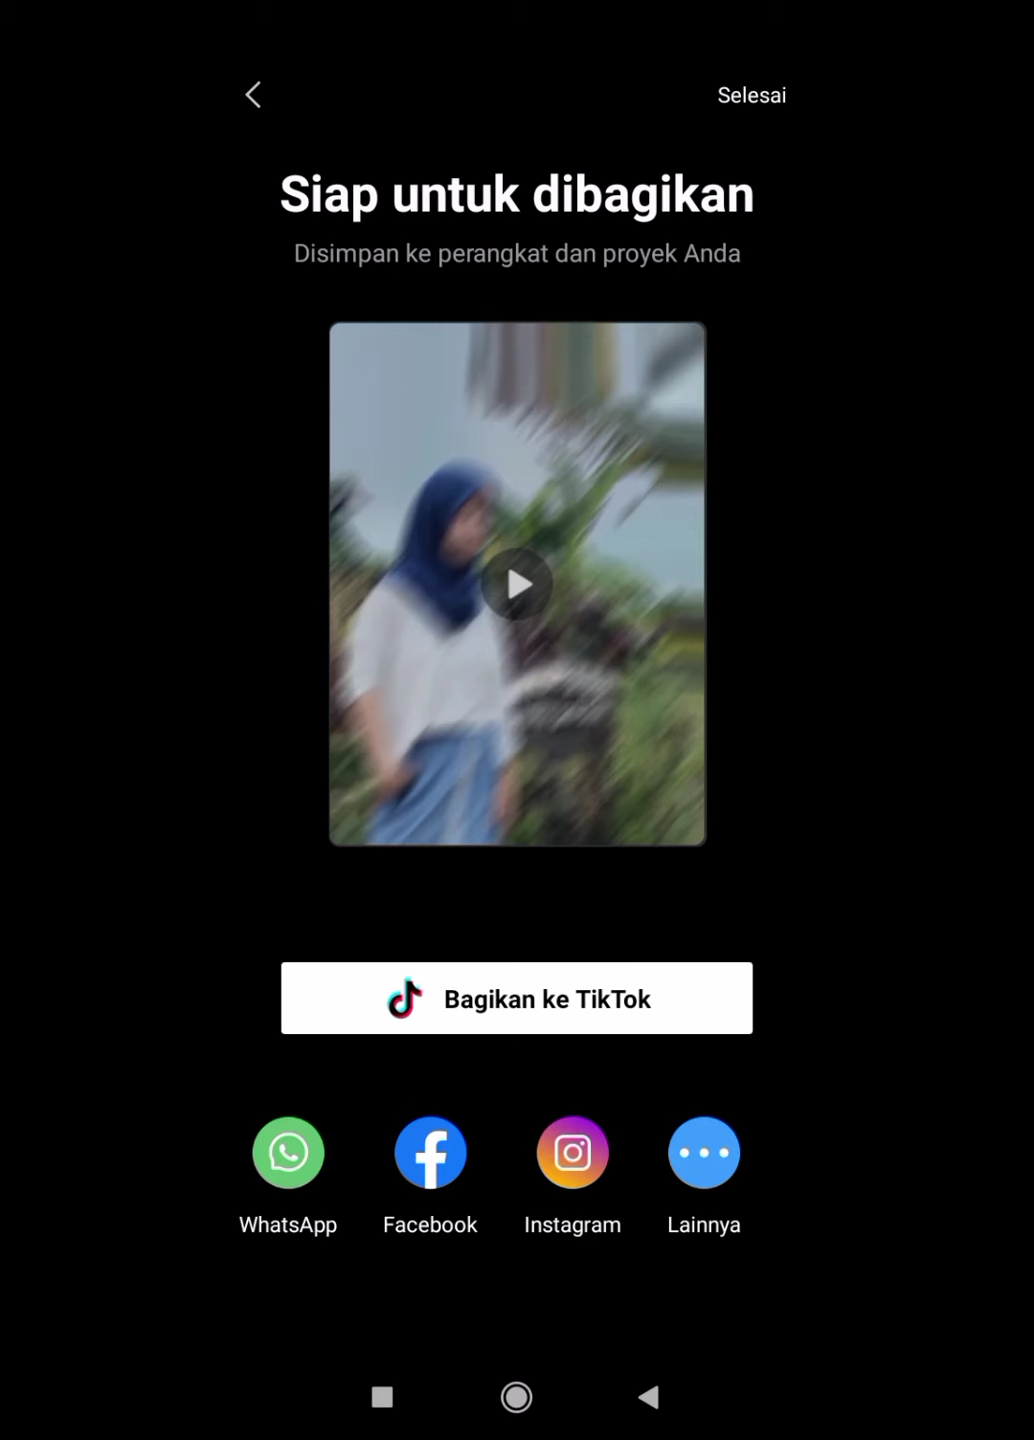 Selesai
Siap untuk dibagikan
Disimpan ke perangkat dan proyek Anda
Bagikan ke TikTok
WhatsApp
Facebook
Instagram
Lainnya